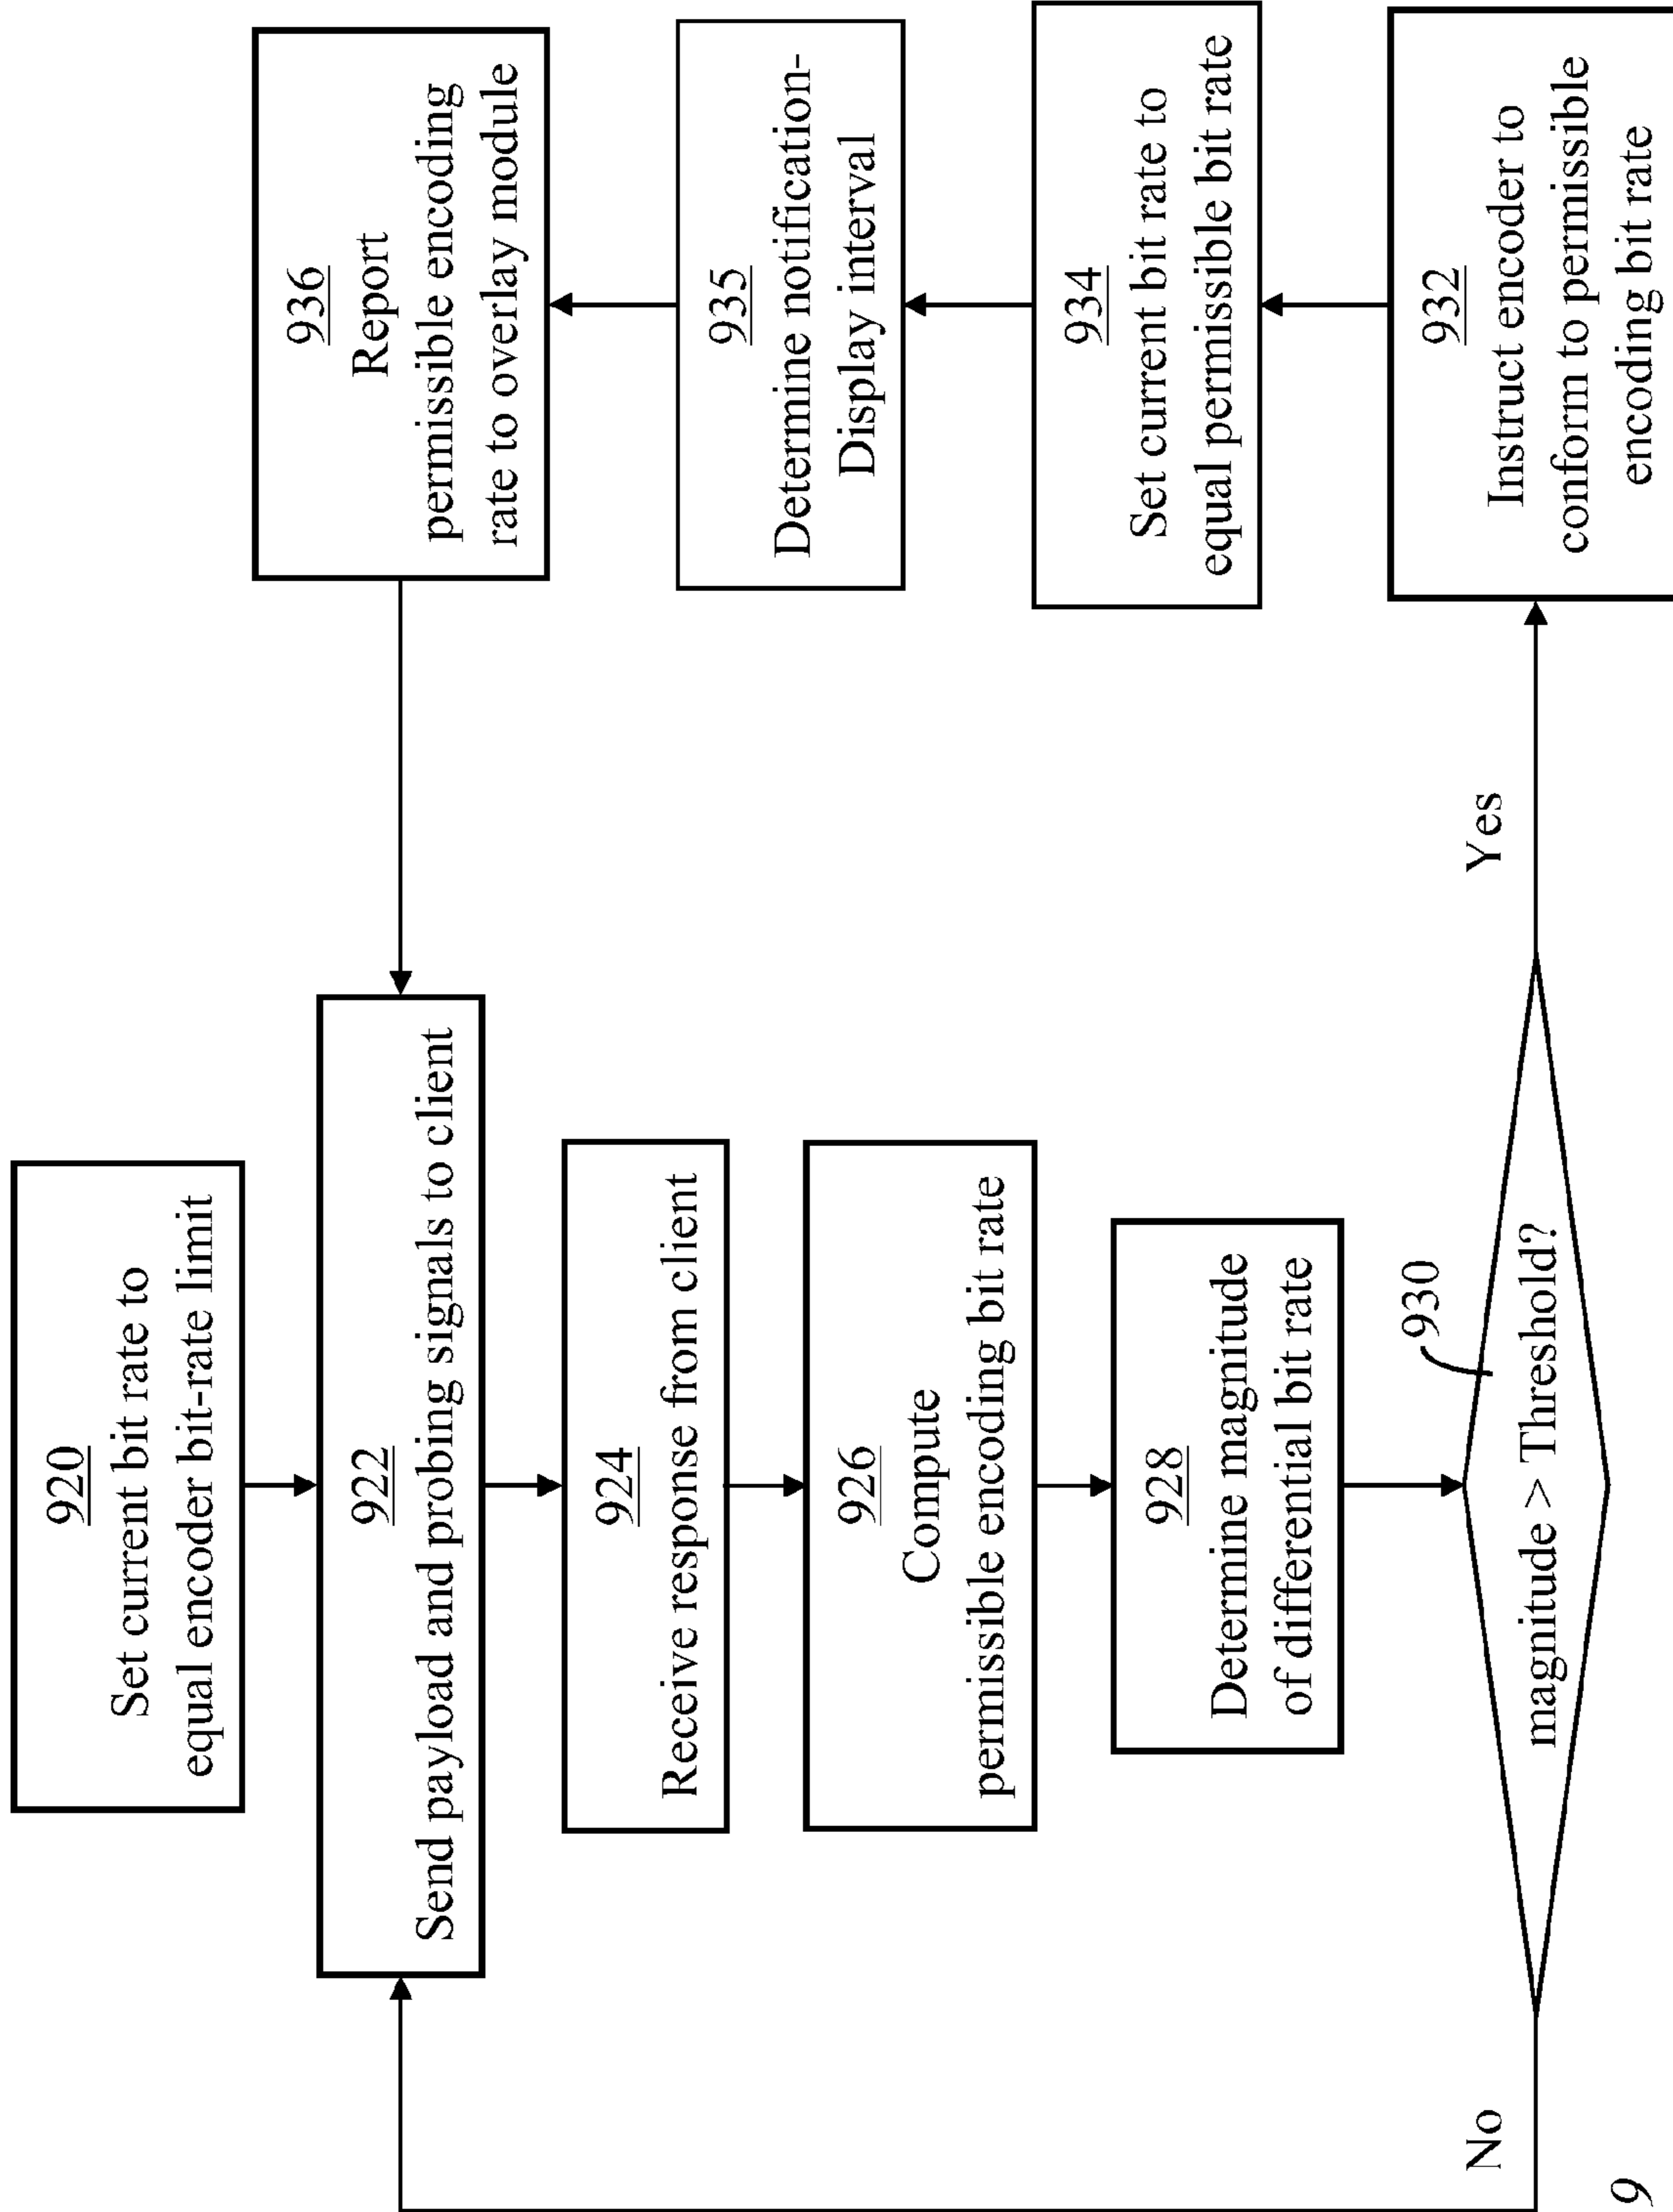 920
Set current bit rate to
equal encoder bit-rate limit
922
Send payload and probing signals to client
924
Receive response from client
926
Compute
permissible encoding bit rate
928
Determine magnitude
of differential bit rate
930
magnitude > Threshold?
No
Yes
932
Instruct encoder to
conform to permissible
encoding bit rate
934
Set current bit rate to
equal permissible bit rate
935
Determine notification-
Display interval
936
Report
permissible encoding
rate to overlay module
9